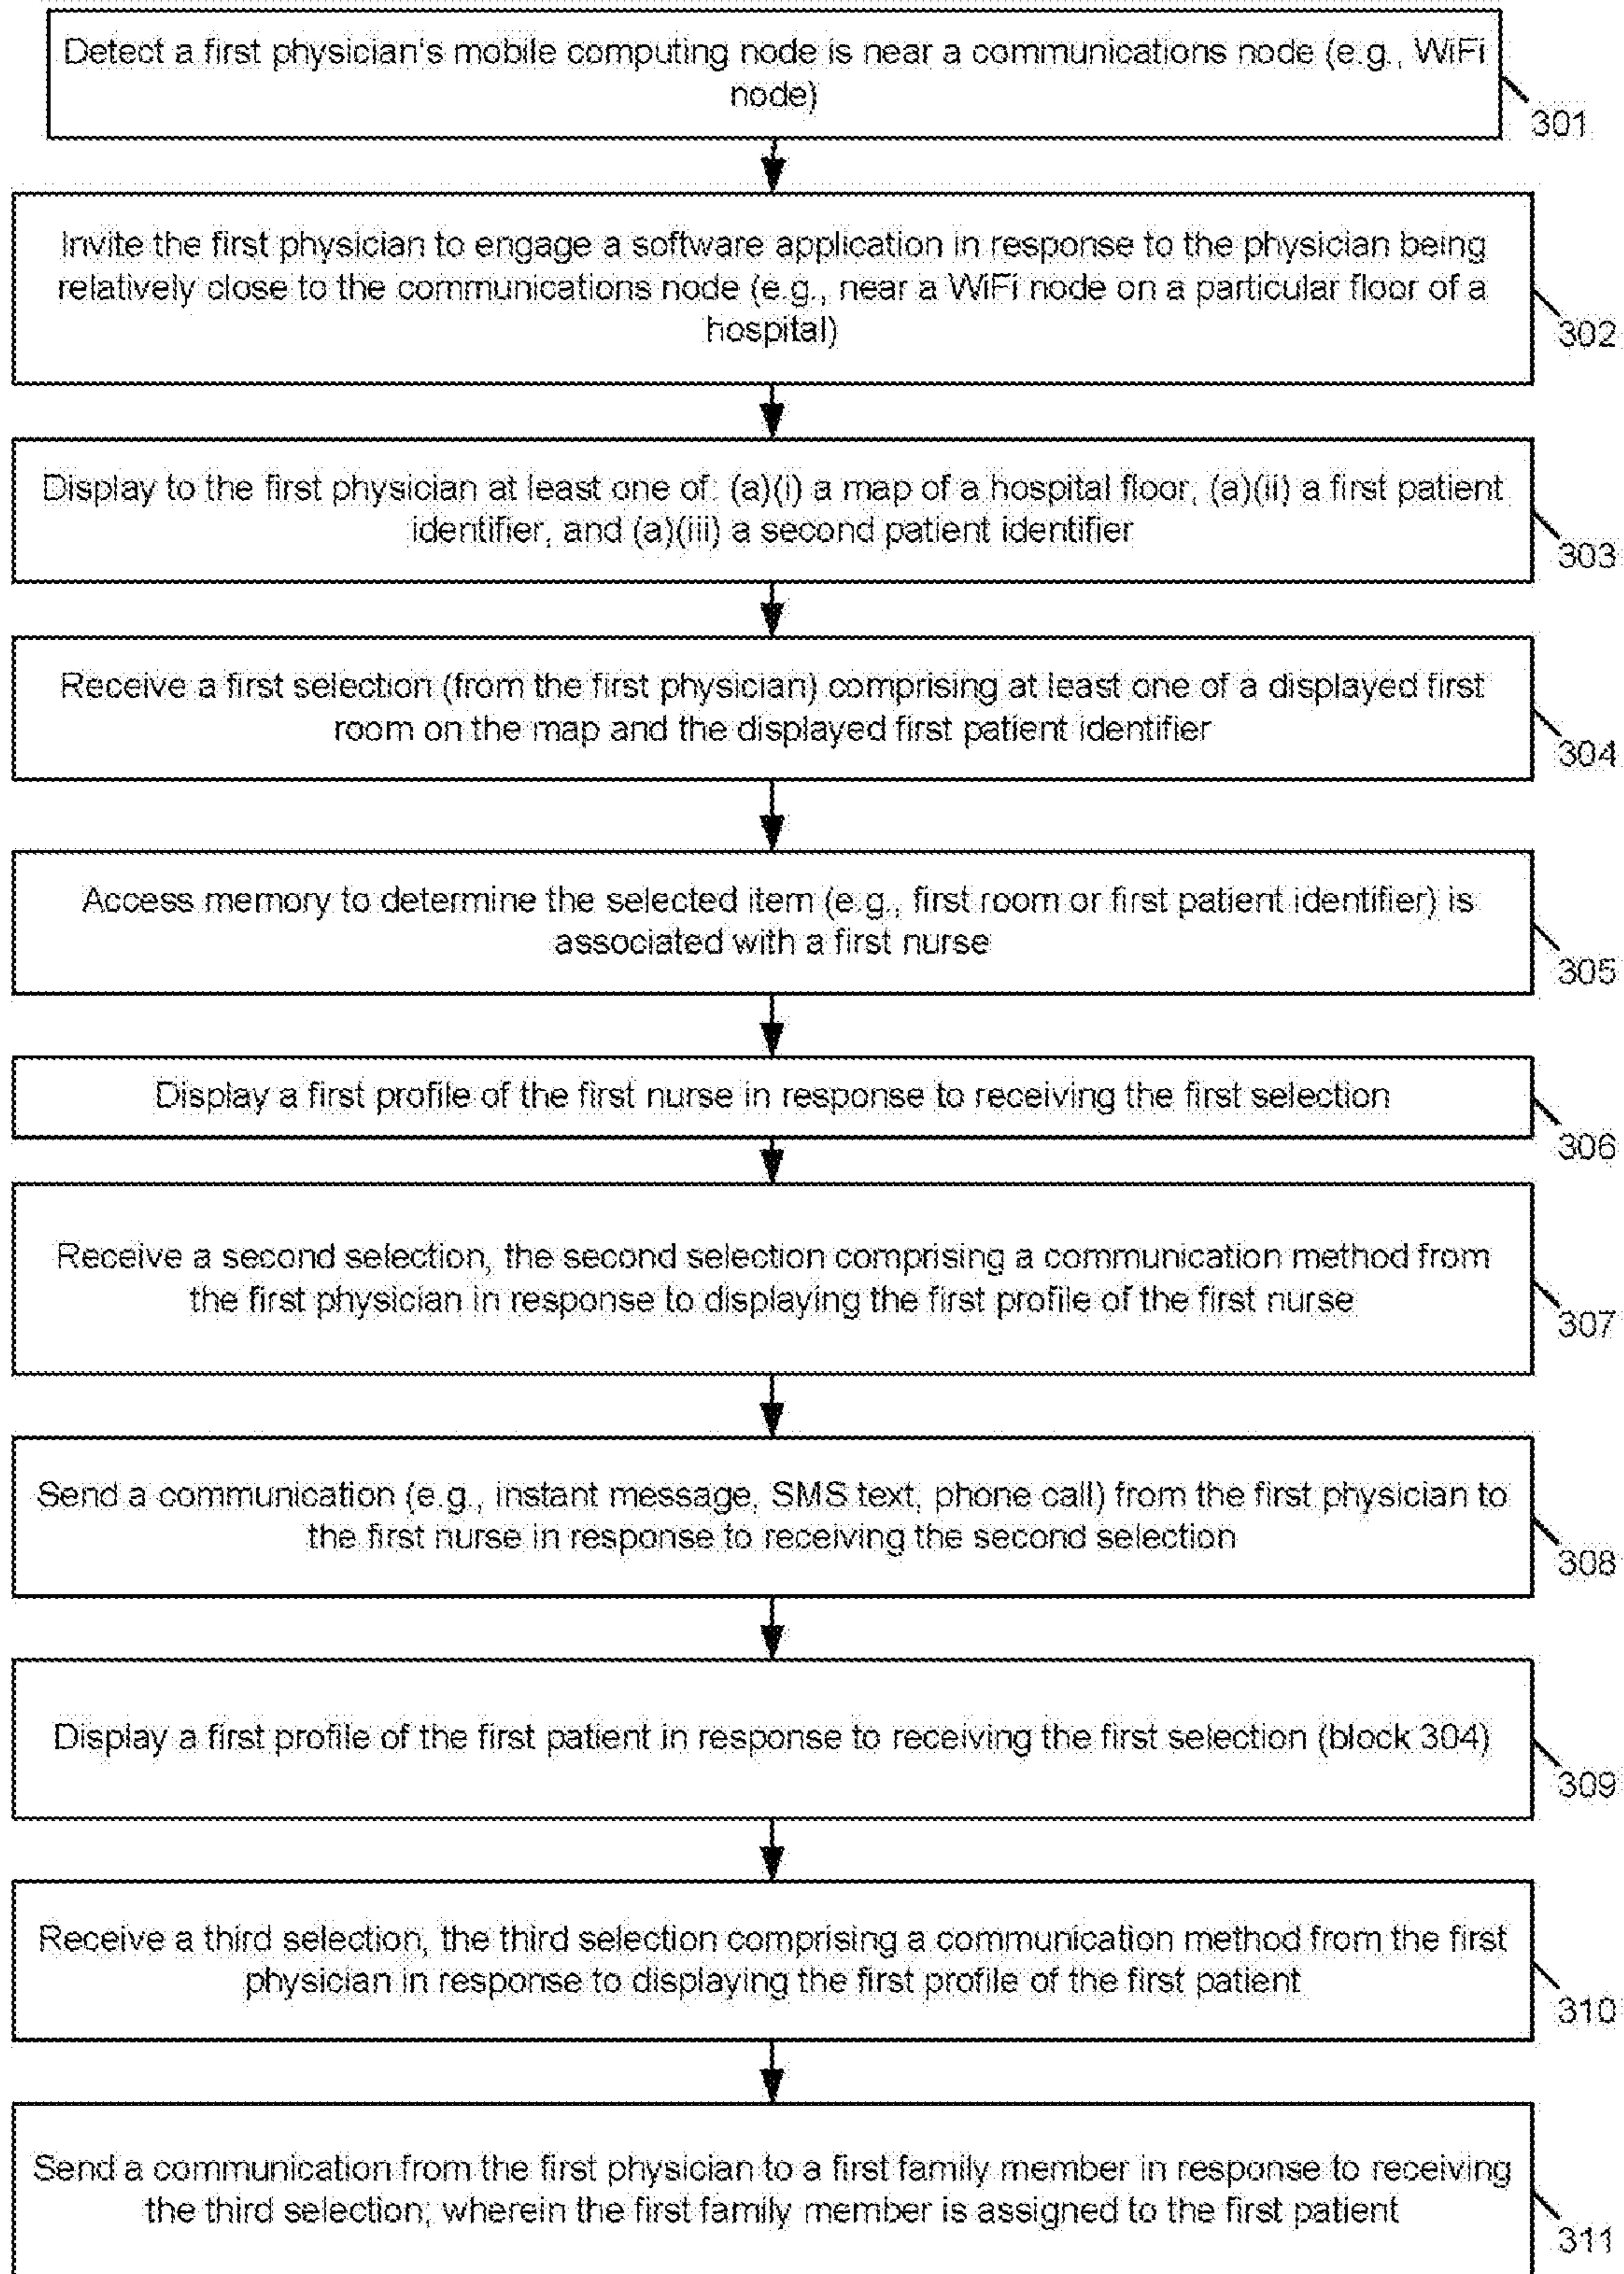 Detect a first physician's mobile computing node is near a communications node (e.g., WiFi
node)
301
Invite the first physician to engage a software application in response to the physician being
relatively close to the communications node (e.g., near a WiFi node on a particular floor of a
hospital)
302
Display to the first physician at least one of: (a)(i) a map of a hospital floor, (a)(ii) a first patient
identifier, and (a)(iii) a second patient identifier
303
Receive a first selection (from the first physician) comprising at least one of a displayed first
room on the map and the displayed first patient identifier
304
Access memory to determine the selected item (e.g., first room or first patient identifier) is
associated with a first nurse
305
Display a first profile of the first nurse in response to receiving the first selection
306
Receive a second selection, the second selection comprising a communication method from
the first physician in response to displaying the first profile of the first nurse
307
Send a communication (e.g., instant message, SMS text, phone call) from the first physician to
the first nurse in response to receiving the second selection
308
Display a first profile of the first patient in response to receiving the first selection (block 304)
309
Receive a third selection, the third selection comprising a communication method from the first
physician in response to displaying the first profile of the first patient
310
Send a communication from the first physician to a first family member in response to receiving
the third selection; wherein the first family member is assigned to the first patient
311